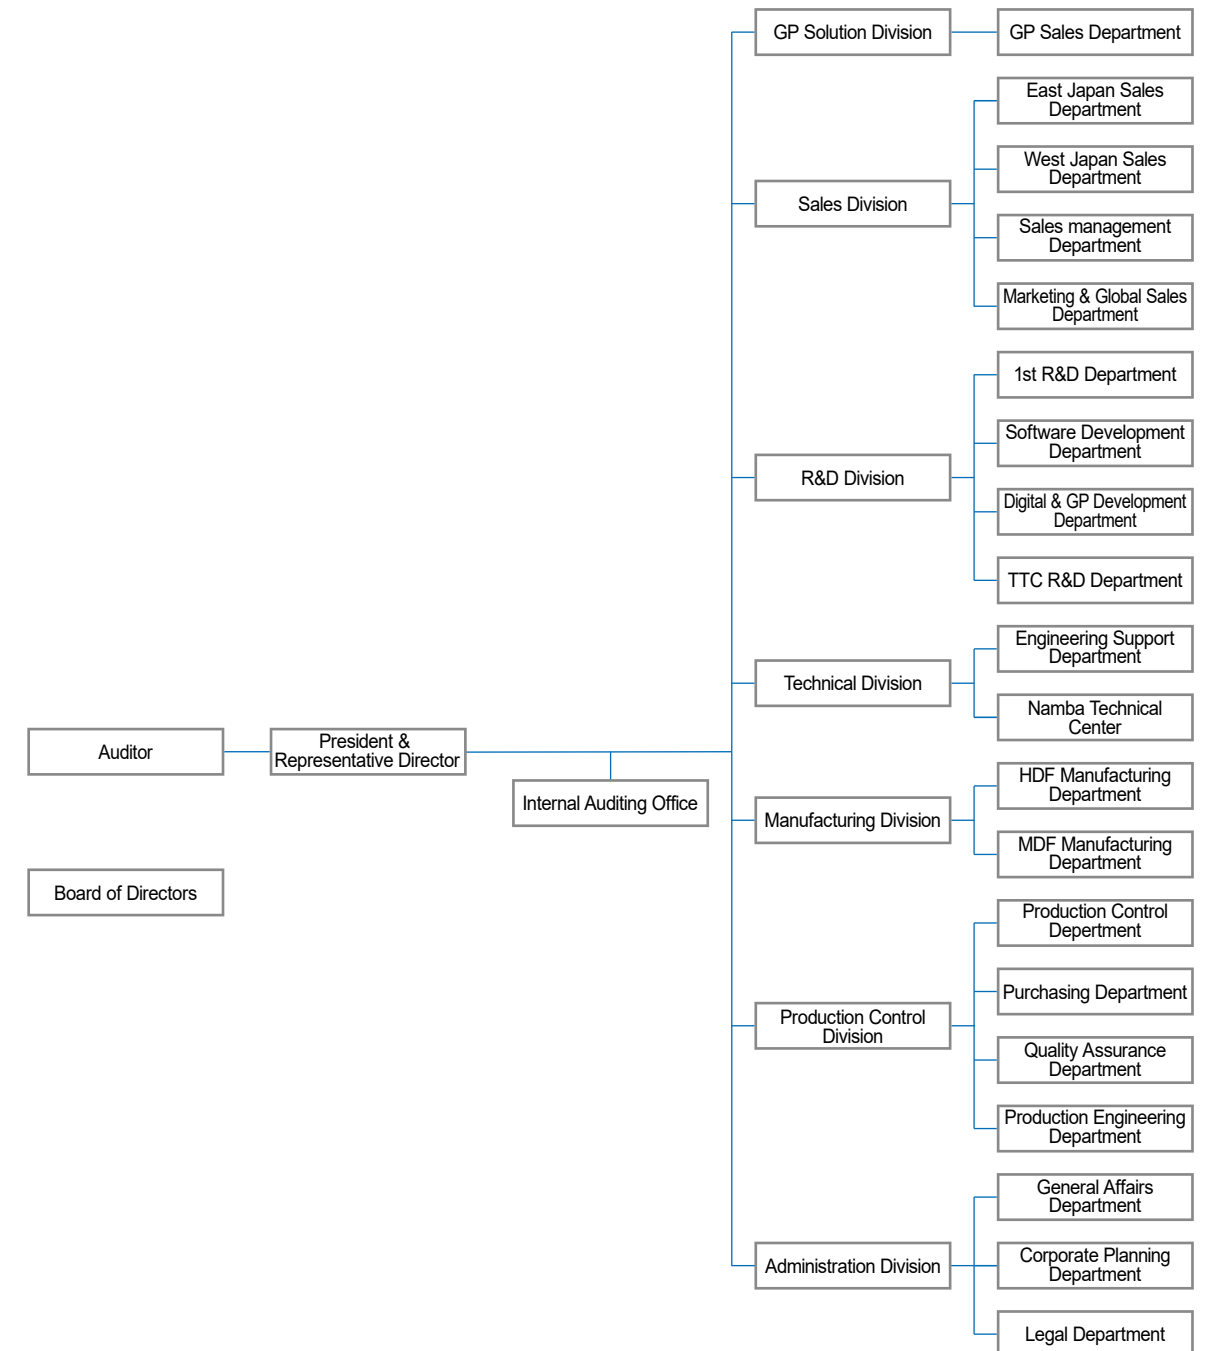 GP Solution Division
GP Sales Department
East Japan Sales
Department
West Japan Sales
Department
Sales Division
Sales management
Department
Marketing & Global Sales
Department
1st R&D Department
Software Development
Department
R&D Division
Digital & GP Development
Department
TTC R&D Department
Engineering Support
Department
Technical Division
Namba Technical
Center
Auditor
President &
Representative Director
Internal Auditing Office
HDF Manufacturing
Department
Manufacturing Division
MDF Manufacturing
Department
Board of Directors
Production Control
Depertment
Purchasing Department
Production Control
Division
Quality Assurance
Department
Production Engineering
Department
General Affairs
Department
Administration Division
Corporate Planning
Department
Legal Department